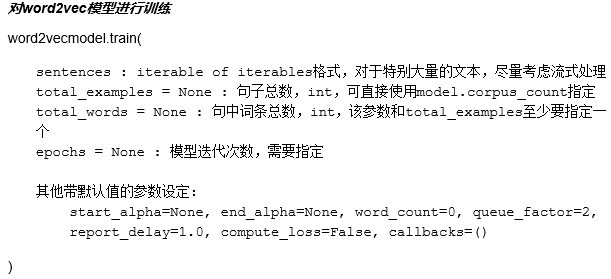 对word2vec模型进行训练
word2vecmodel.train(
sentences : iterable of iterables格式，对于特别大量的文本，尽量考虑流式处理
total_examples = None : 句子总数，int，可直接使用model.corpus_count指定
total_words = None : 句中词条总数，int，该参数和total_examples至少要指定一
个
epochs = None : 模型迭代次数，需要指定
其他带默认值的参数设定：
start_alpha=None, end_alpha=None, word_count=0, queue_factor=2,
report_delay=1.0, compute_loss=False, callbacks=()
)